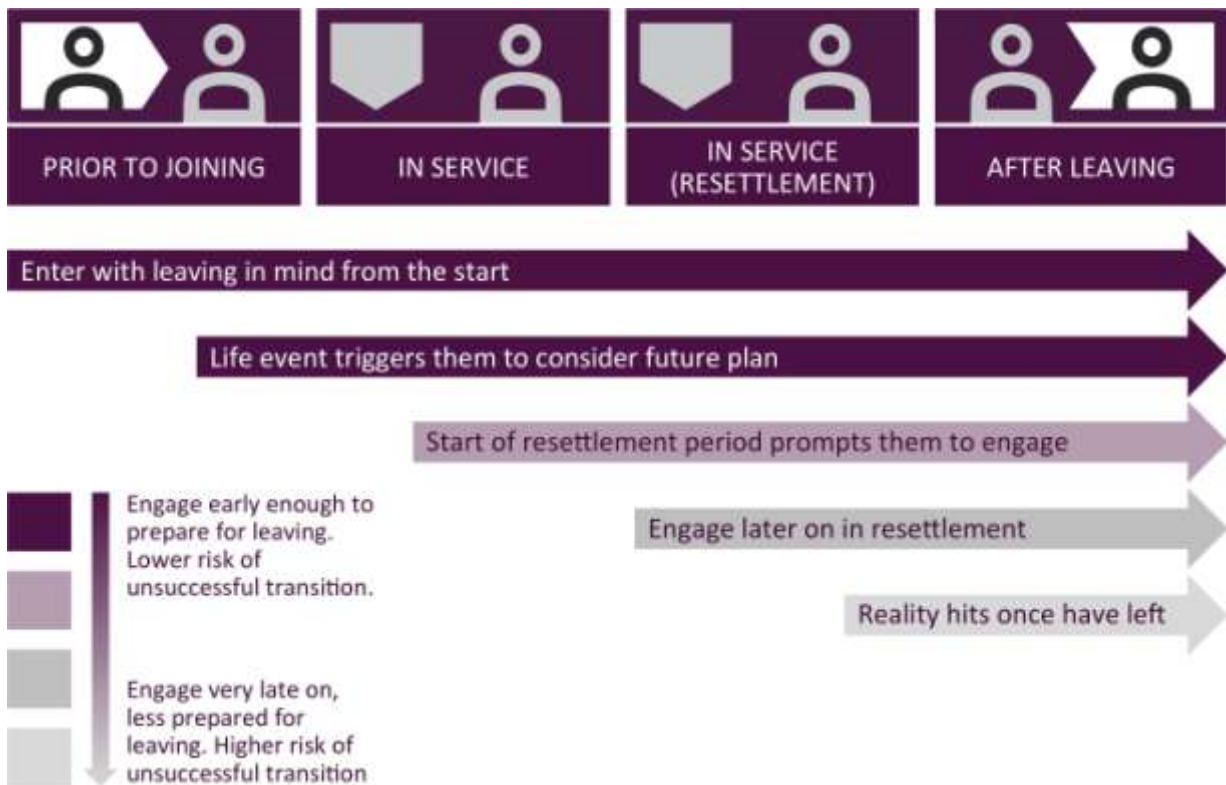 PRIOR TO JOINING
IN SERVICE
IN SERVICE
(RESETTLEMENT)
AFTER LEAVING
Enter with leaving in mind from the start
Life event triggers them to consider future plan
Start of resettlement period prompts them to engage
Engage later on in resettlement
Reality hits once have left
Engage early enough to
prepare for leaving.
Lower risk of
unsuccessful transition.
Engage very late on,
less prepared for
leaving. Higher risk of
unsuccessful transition